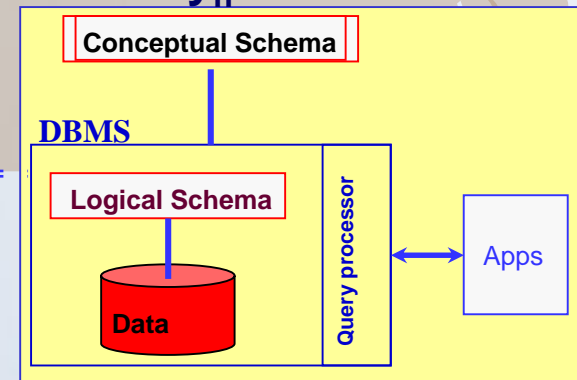 Conceptual Schema
DBMS
Logical Schema
Data
Query processor
Apps